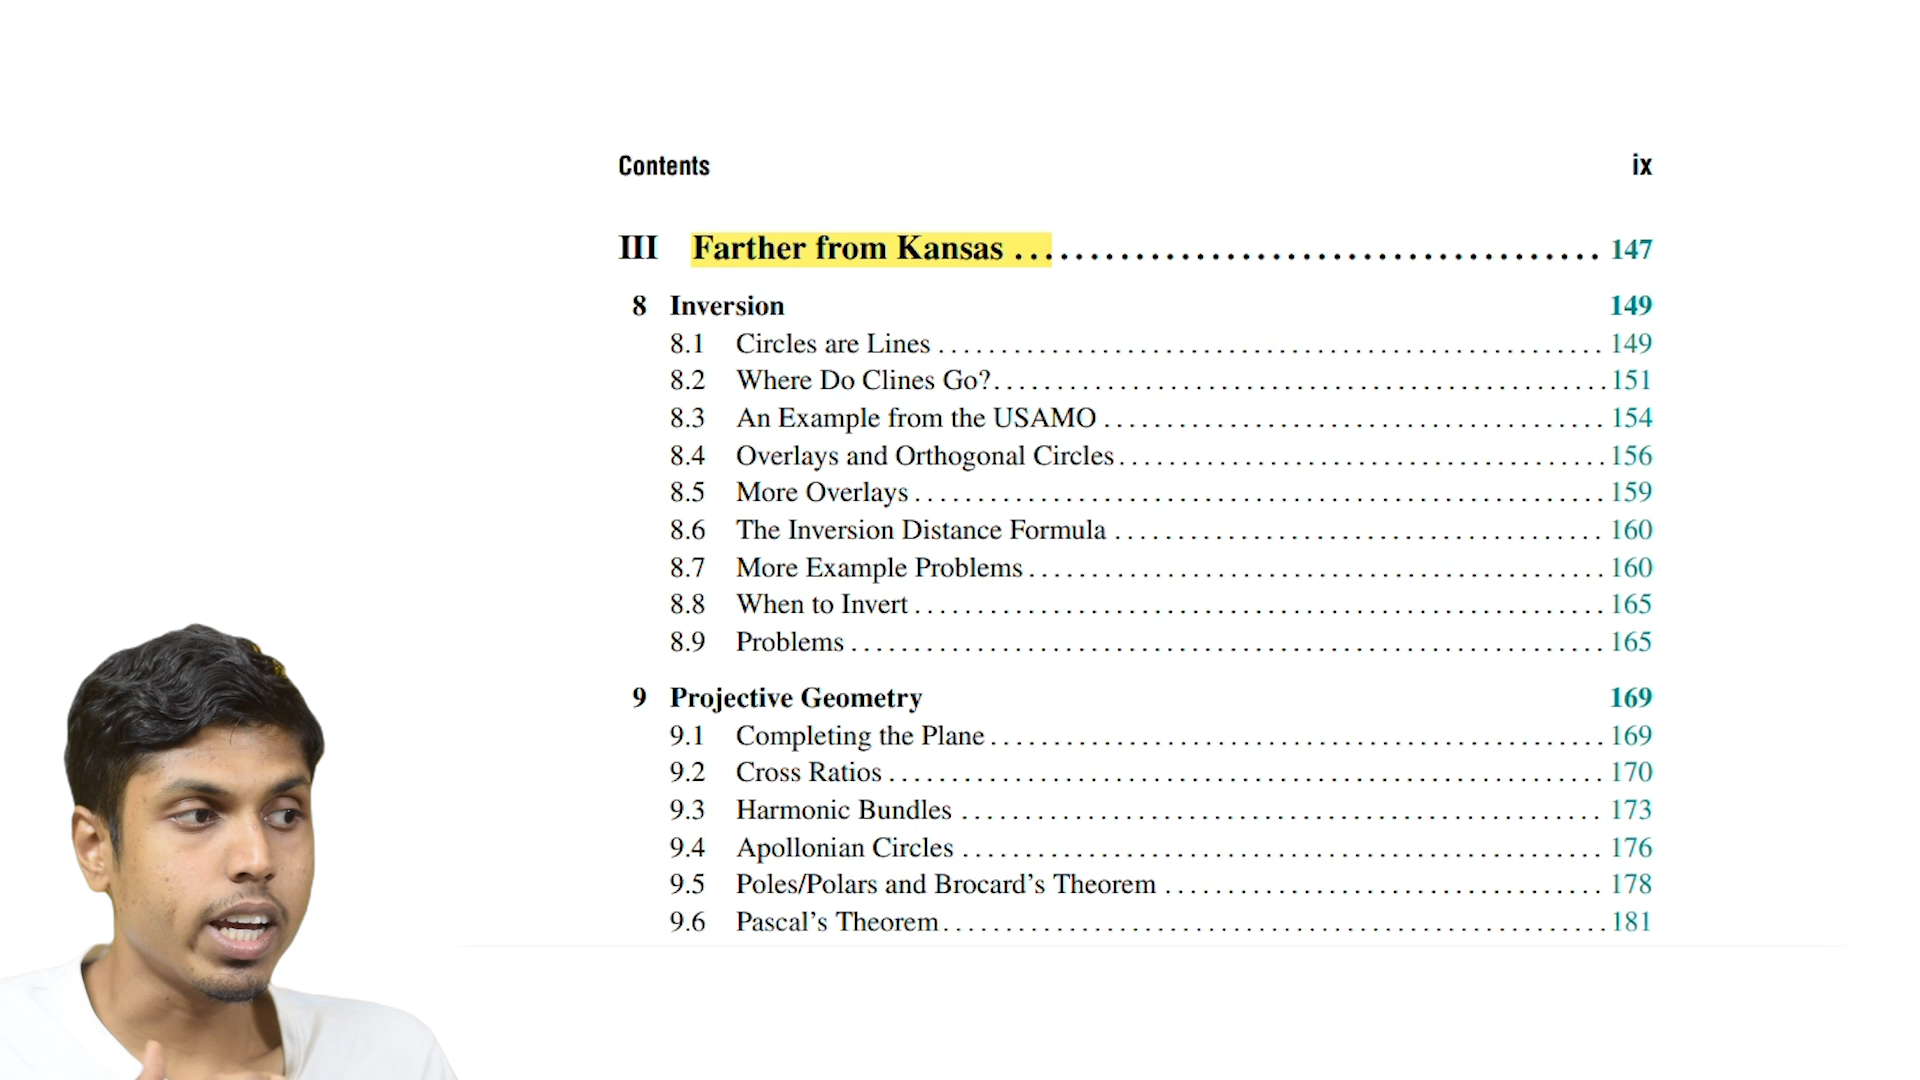 Contents ix
III Farther from Kansas ........................................ 147
8 Inversion 149
8.1 Circles are Lines ........................................ 149
8.2 Where Do Clines Go? ........................................ 151
8.3 An Example from the USAMO ........................................ 154
8.4 Overlays and Orthogonal Circles ........................................ 156
8.5 More Overlays ........................................ 159
8.6 The Inversion Distance Formula ........................................ 160
8.7 More Example Problems ........................................ 160
8.8 When to Invert ........................................ 165
8.9 Problems ........................................ 165
9 Projective Geometry 169
9.1 Completing the Plane ........................................ 169
9.2 Cross Ratios ........................................ 170
9.3 Harmonic Bundles ........................................ 173
9.4 Apollonian Circles ........................................ 176
9.5 Poles/Polars and Brocard’s Theorem ........................................ 178
9.6 Pascal’s Theorem ........................................ 181